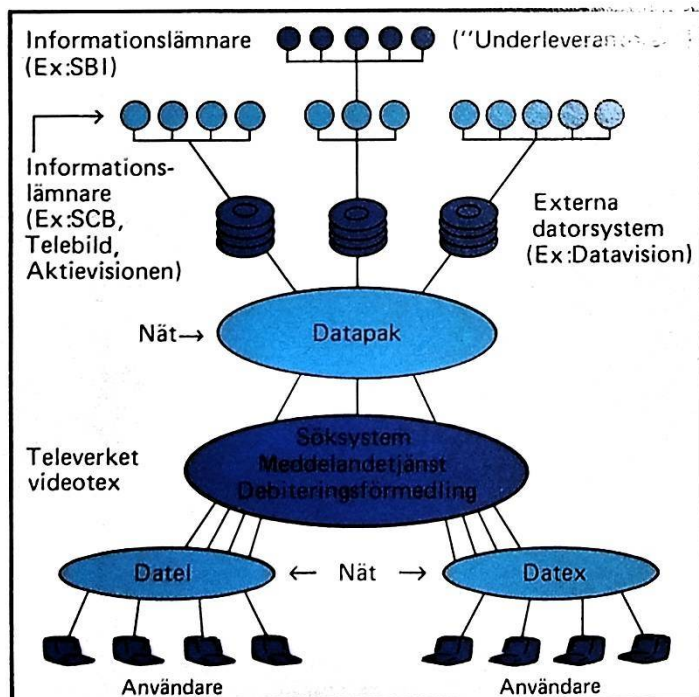 Informationslämnare
(Ex:SBI)
Informations-
lämnare
(Ex:SCB,
Telebild,
Aktievisionen)
Externa
datorsystem
(Ex:Datavision)
Nät→
Datapak
Televerket
videotex
Söksystem
Meddelandetjänst
Debiteringsförmedling
Datel
← Nät →
Datex
Användare
Användare